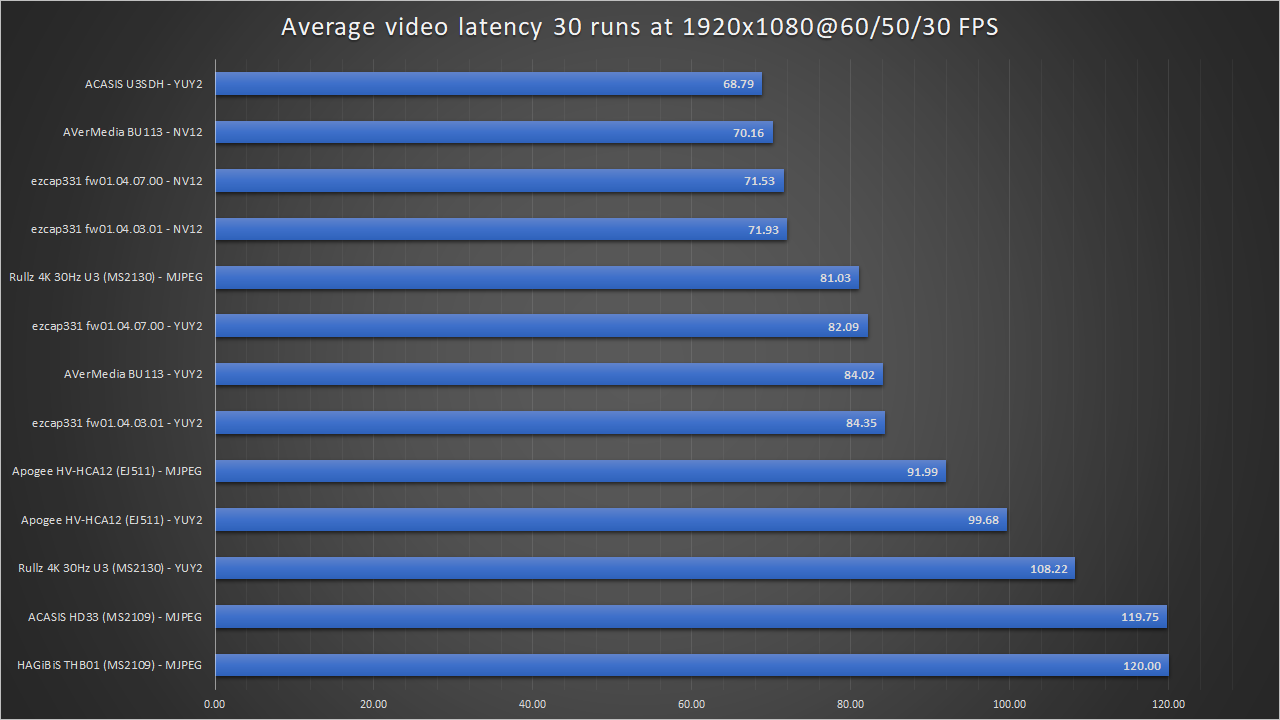 Average video latency 30 runs at 1920x1080@60/50/30 FPS
ACASIS U3SDH - YUY2 68.79
AVerMedia BU113 - NV12 70.16
ezcap331 fw01.04.07.00 - NV12 71.53
ezcap331 fw01.04.03.01 - NV12 71.93
Rullz 4K 30Hz U3 (MS2130) - MJPEG 81.03
ezcap331 fw01.04.07.00 - YUY2 82.09
AVerMedia BU113 - YUY2 84.02
ezcap331 fw01.04.03.01 - YUY2 84.35
Apogee HV-HCA12 (EJ511) - MJPEG 91.99
Apogee HV-HCA12 (EJ511) - YUY2 99.68
Rullz 4K 30Hz U3 (MS2130) - YUY2 108.22
ACASIS HD33 (MS2109) - MJPEG 119.75
HAGiBiS THB01 (MS2109) - MJPEG 120.00
0.00 20.00 40.00 60.00 80.00 100.00 120.00